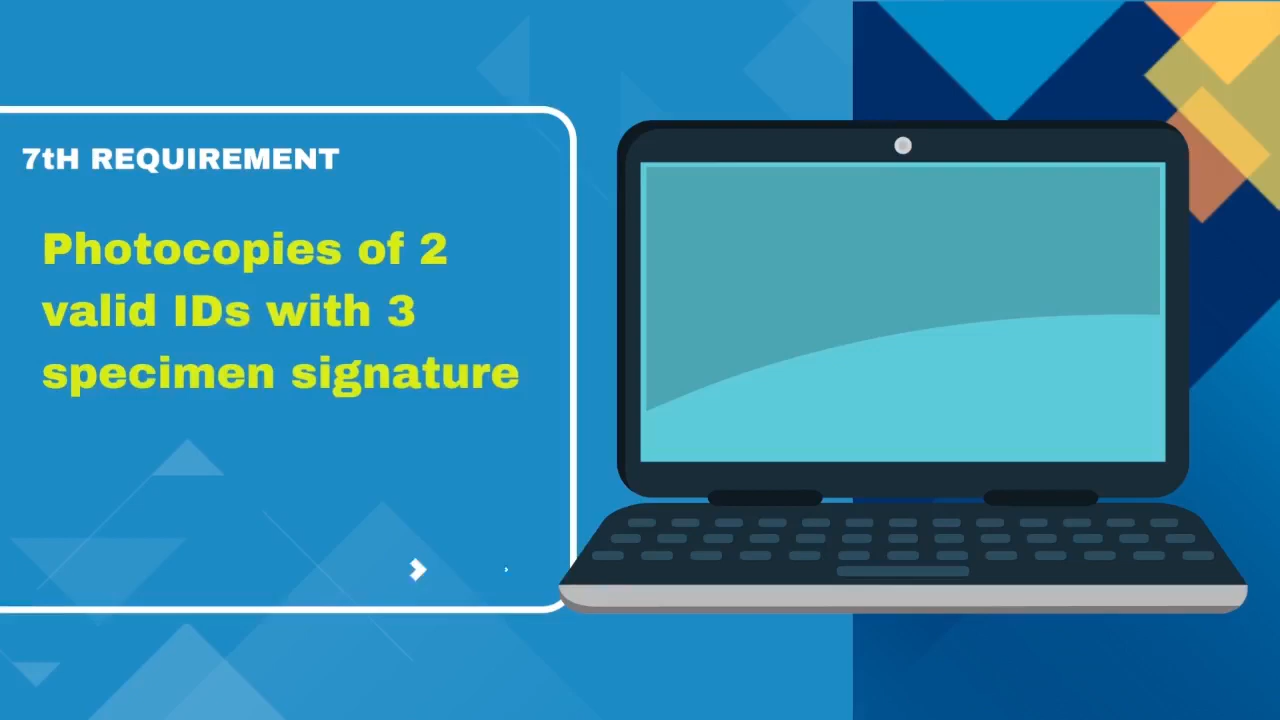 7tH REQUIREMENT
Photocopies of 2
valid IDs with 3
specimen signature